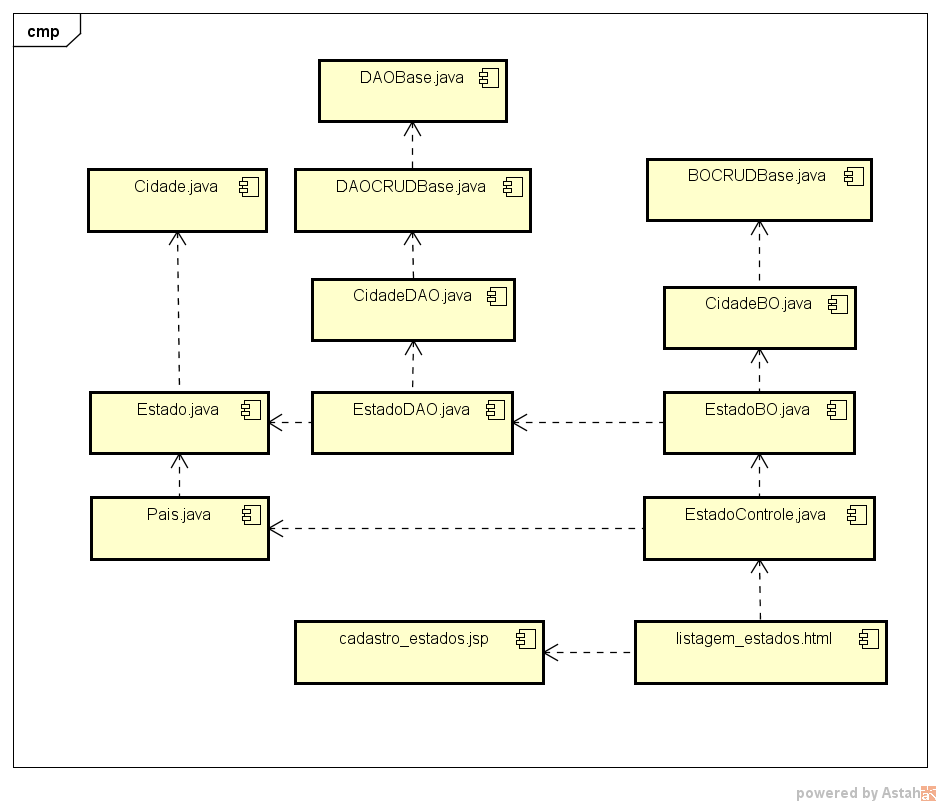 cmp
DAOBase.java
BOCRUDBase.java
Cidade.java
DAOCRUDBase.java
CidadeDAO.java
CidadeBO.java
Estado.java
EstadoDAO.java
EstadoBO.java
Pais.java
EstadoControle.java
cadastro_estados.jsp
listagem_estados.html
powered by Astah